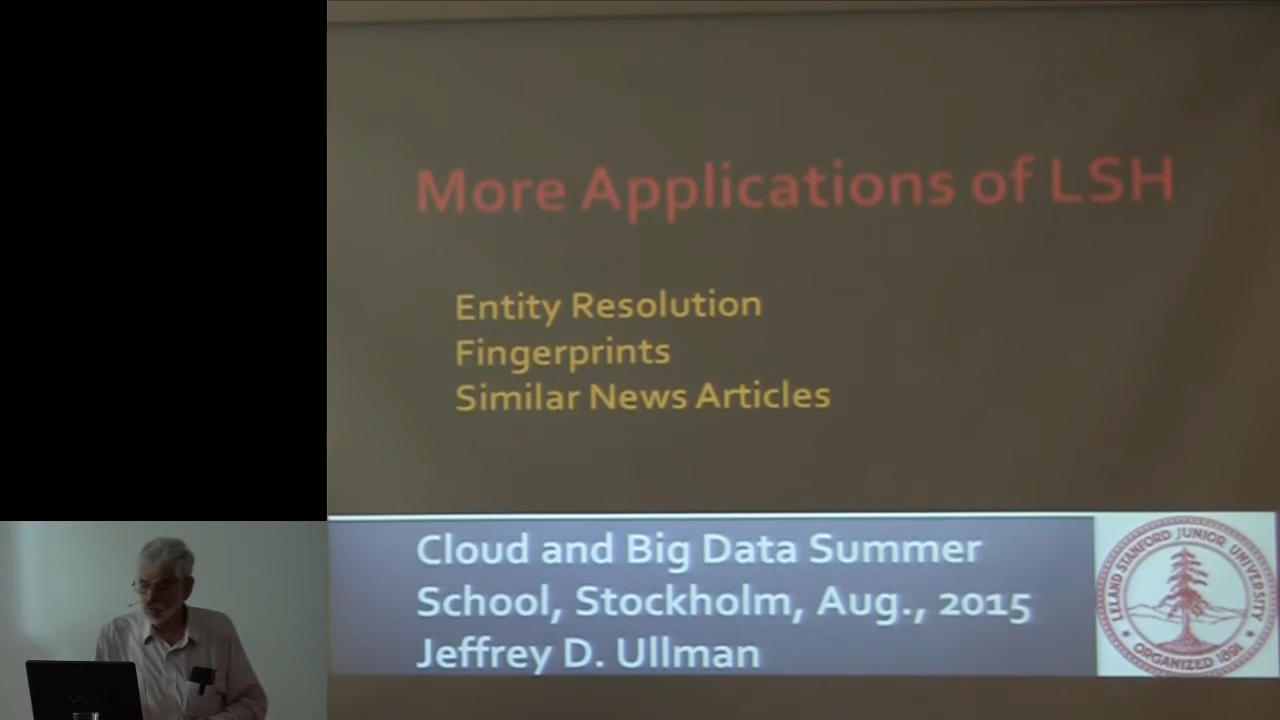 More Applications of LSH
Entity Resolution
Fingerprints
Similar News Articles
Cloud and Big Data Summer
School, Stockholm, Aug., 2015
Jeffrey D. Ullman
LELAND STANFORD JUNIOR UNIVERSITY
ORGANIZED 1891
VAIO